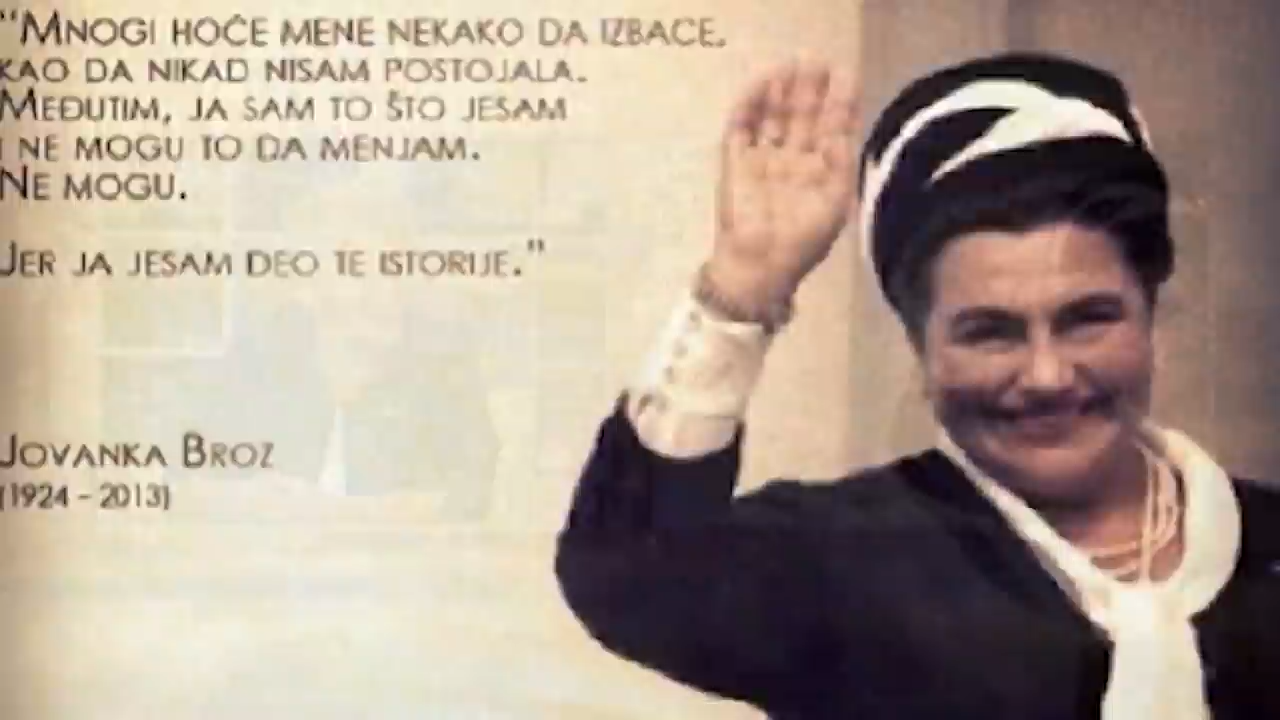 "Mnogi hoće mene nekako da izbace.
kao da nikad nisam postojala.
Međutim, ja sam to što jesam
i ne mogu to da menjam.
Ne mogu.
Jer ja jesam deo te istorije."
Jovanka Broz
(1924 - 2013)